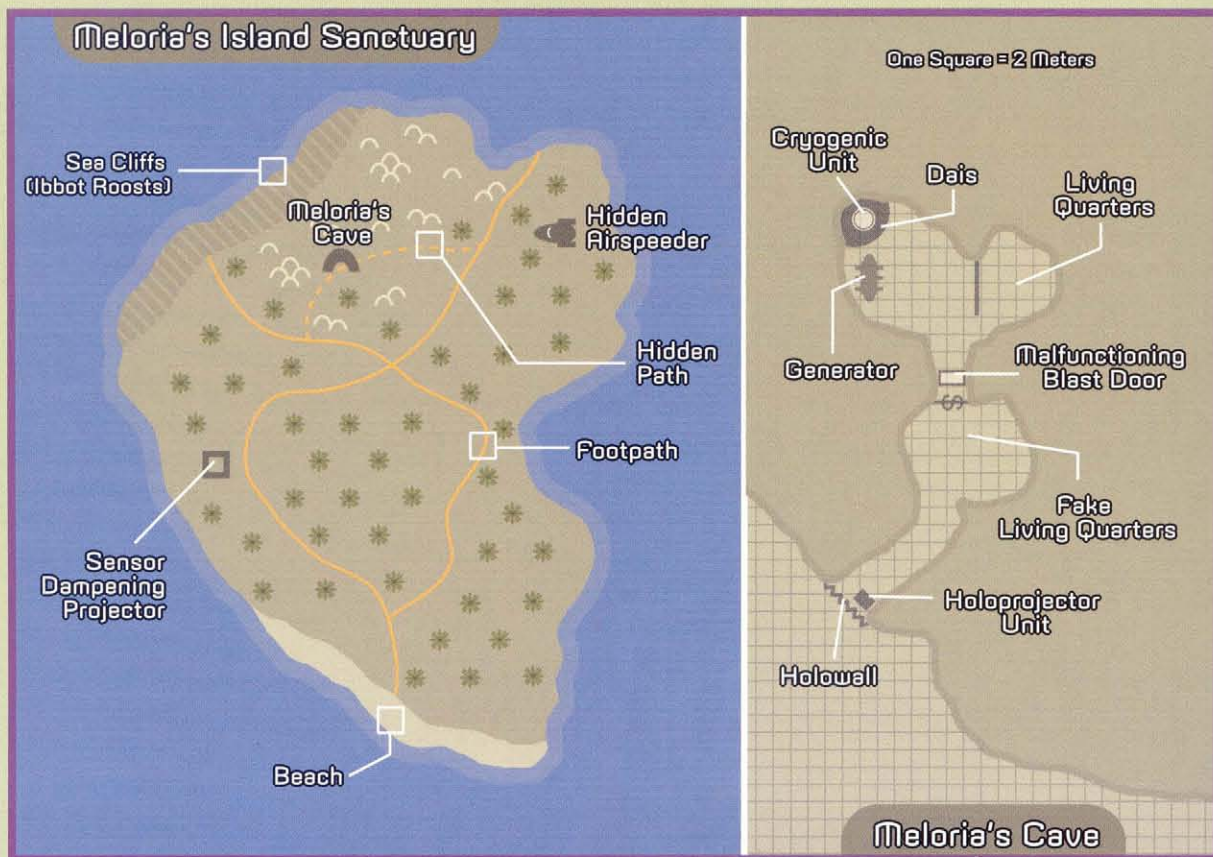 Meloria's Island Sanctuary
Sea Cliffs
(Ibbot Roosts)
Meloria's
Cave
Hidden
Airspeeder
Hidden
Path
Footpath
Sensor
Dampening
Projector
Beach
One Square = 2 Meters
Cryogenic
Unit
Dais
Living
Quarters
Generator
Malfunctioning
Blast Door
S
Fake
Living Quarters
Holoprojector
Unit
Holowall
Meloria's Cave